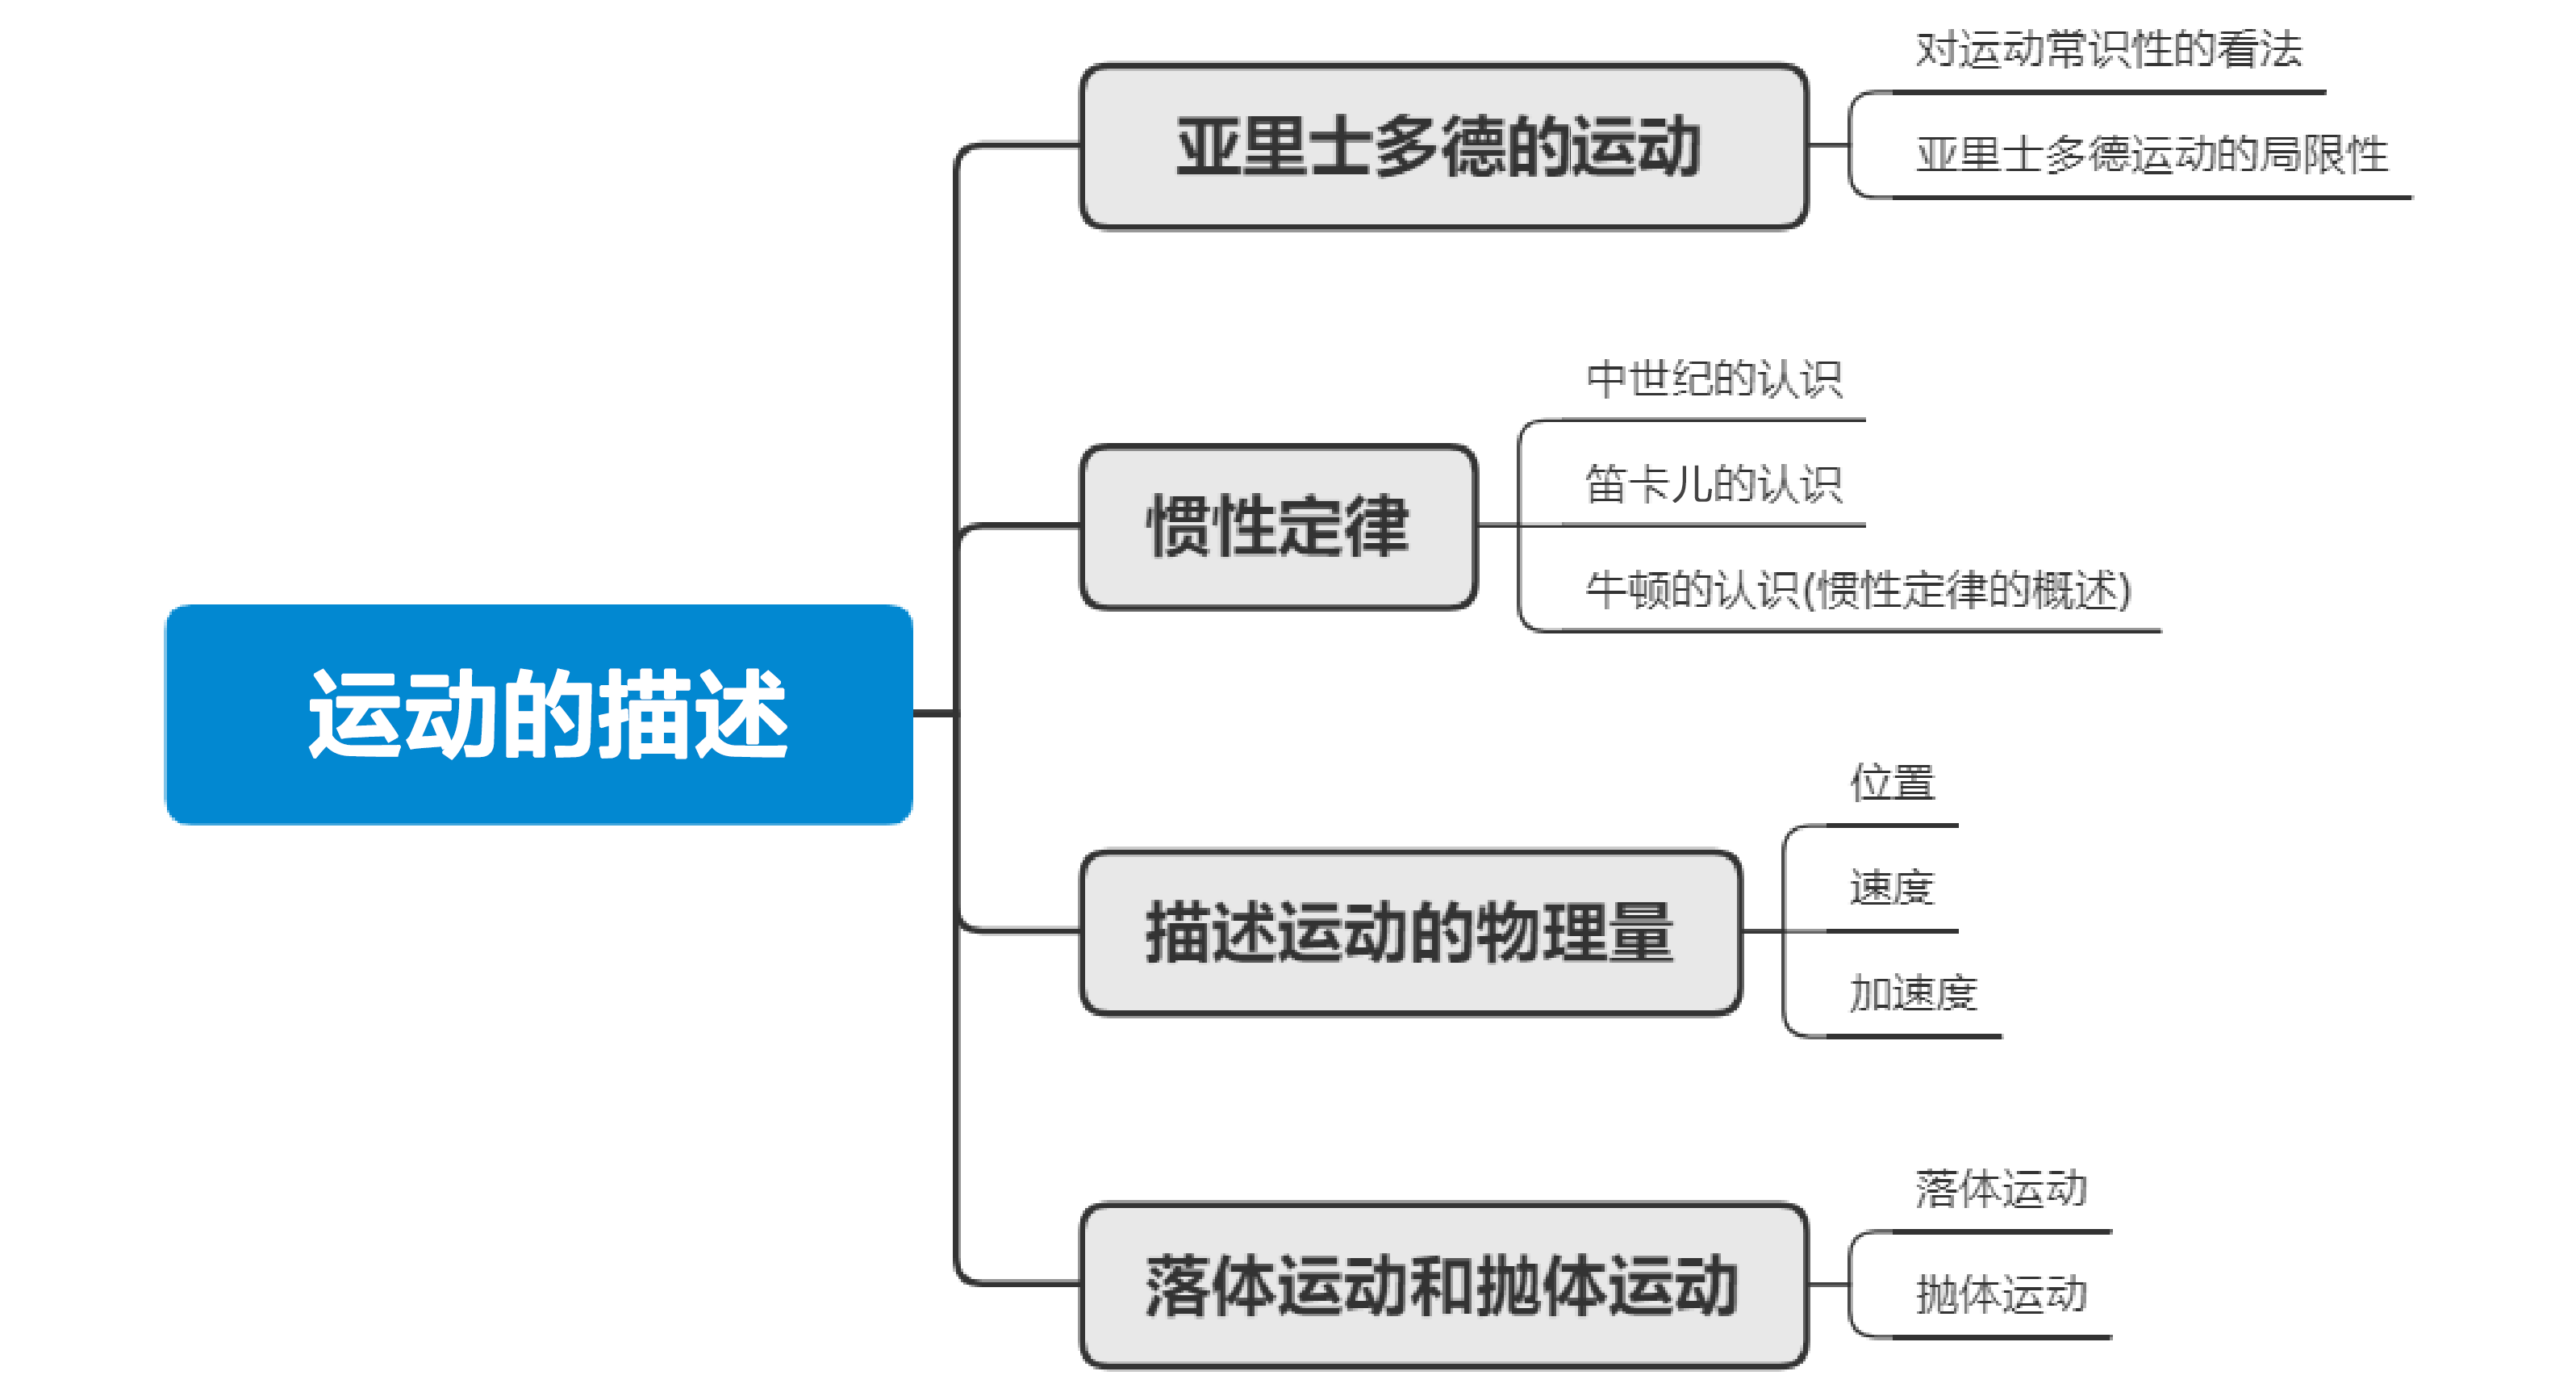 运动的描述
亚里士多德的运动
对运动常识性的看法
亚里士多德运动的局限性
惯性定律
中世纪的认识
笛卡儿的认识
牛顿的认识(惯性定律的概述)
描述运动的物理量
位置
速度
加速度
落体运动和抛体运动
落体运动
抛体运动